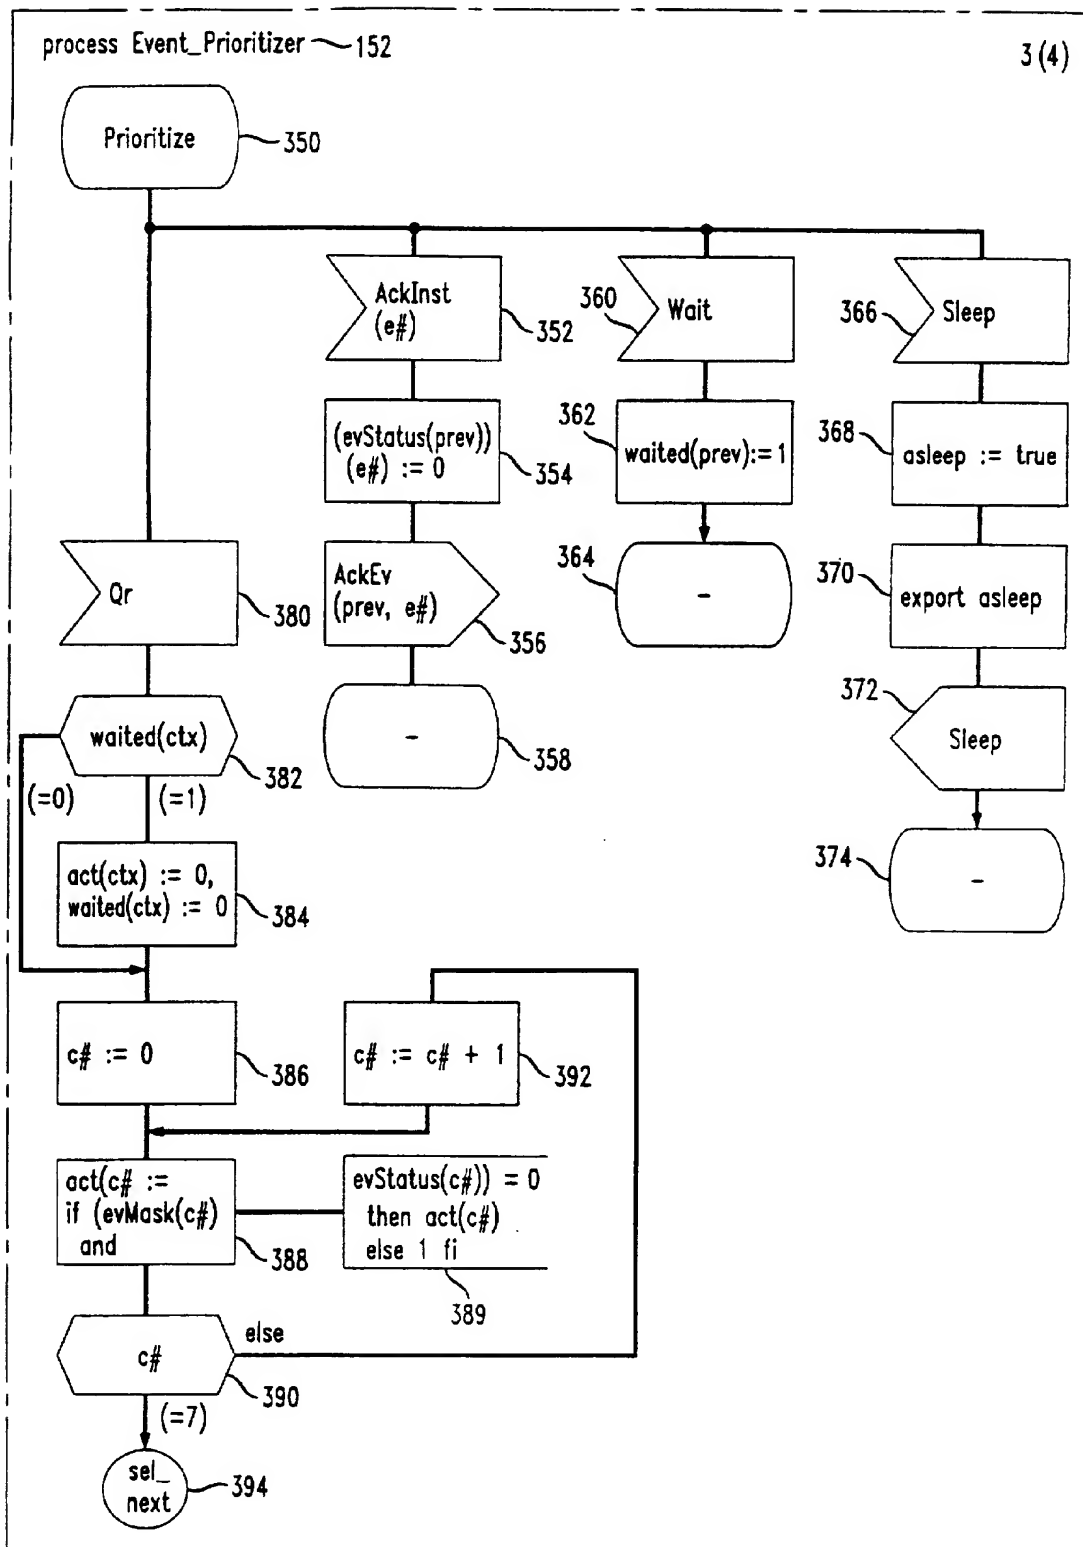 process Event_Prioritizer 152
3(4)
Prioritize
350
AckInst
(e#)
352
360
Wait
366
Sleep
(evStatus(prev))
(e#) := 0
354
362
waited(prev):=1
368
asleep := true
Qr
380
AckEv
(prev, e#)
356
364
-
370
export asleep
waited(ctx)
382
(=0)
(=1)
-
358
372
Sleep
act(ctx) := 0,
waited(ctx) := 0
384
374
-
c# := 0
386
c# := c# + 1
392
act(c# :=
if (evMask(c#)
and
388
evStatus(c#)) = 0
then act(c#)
else 1 fi
389
c#
else
390
(=7)
sel_
next
394